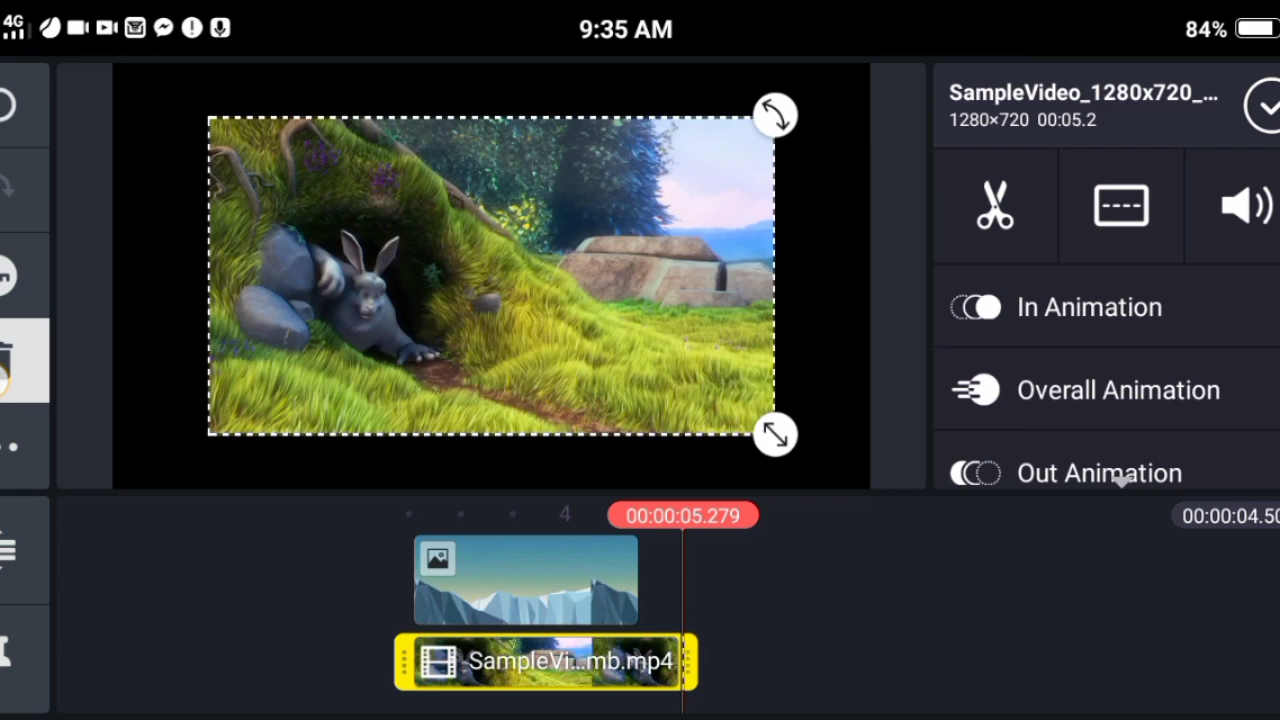 4G
9:35 AM
84%
SampleVideo_1280x720_...
1280×720 00:05.2
In Animation
Overall Animation
Out Animation
4
00:00:05.279
00:00:04.50
SampleVi...mb.mp4